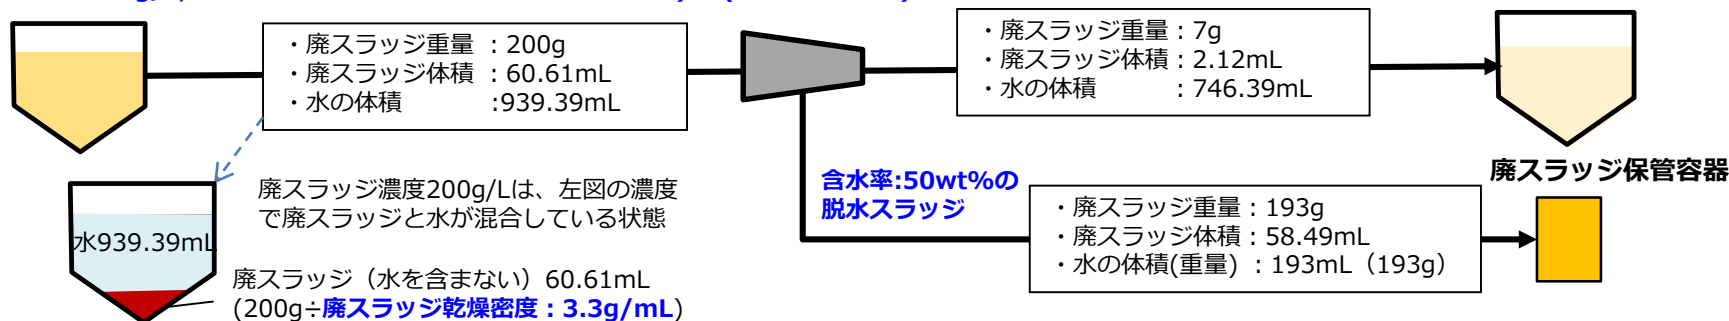 ・廃スラッジ重量 : 200g
・廃スラッジ体積 : 60.61mL
・水の体積 :939.39mL
・廃スラッジ重量 : 7g
・廃スラッジ体積 : 2.12mL
・水の体積 : 746.39mL
廃スラッジ保管容器
廃スラッジ濃度200g/Lは、左図の濃度
で廃スラッジと水が混合している状態
含水率:50wt%の
脱水スラッジ
・廃スラッジ重量 : 193g
・廃スラッジ体積 : 58.49mL
・水の体積(重量) : 193mL（193g）
水939.39mL
廃スラッジ（水を含まない）60.61mL
(200g÷廃スラッジ乾燥密度 : 3.3g/mL)